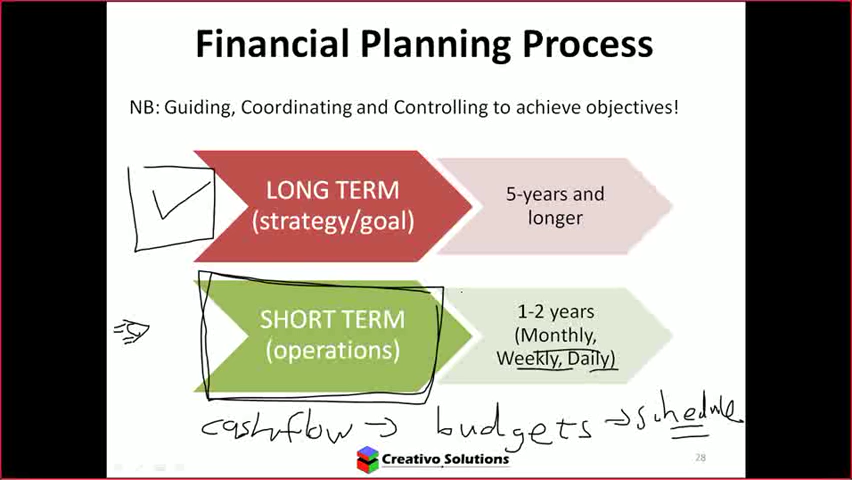 Financial Planning Process
NB: Guiding, Coordinating and Controlling to achieve objectives!
LONG TERM
(strategy/goal)
5-years and
longer
SHORT TERM
(operations)
1-2 years
(Monthly,
Weekly, Daily)
cashflow → budgets → schedules
Creativo Solutions
28